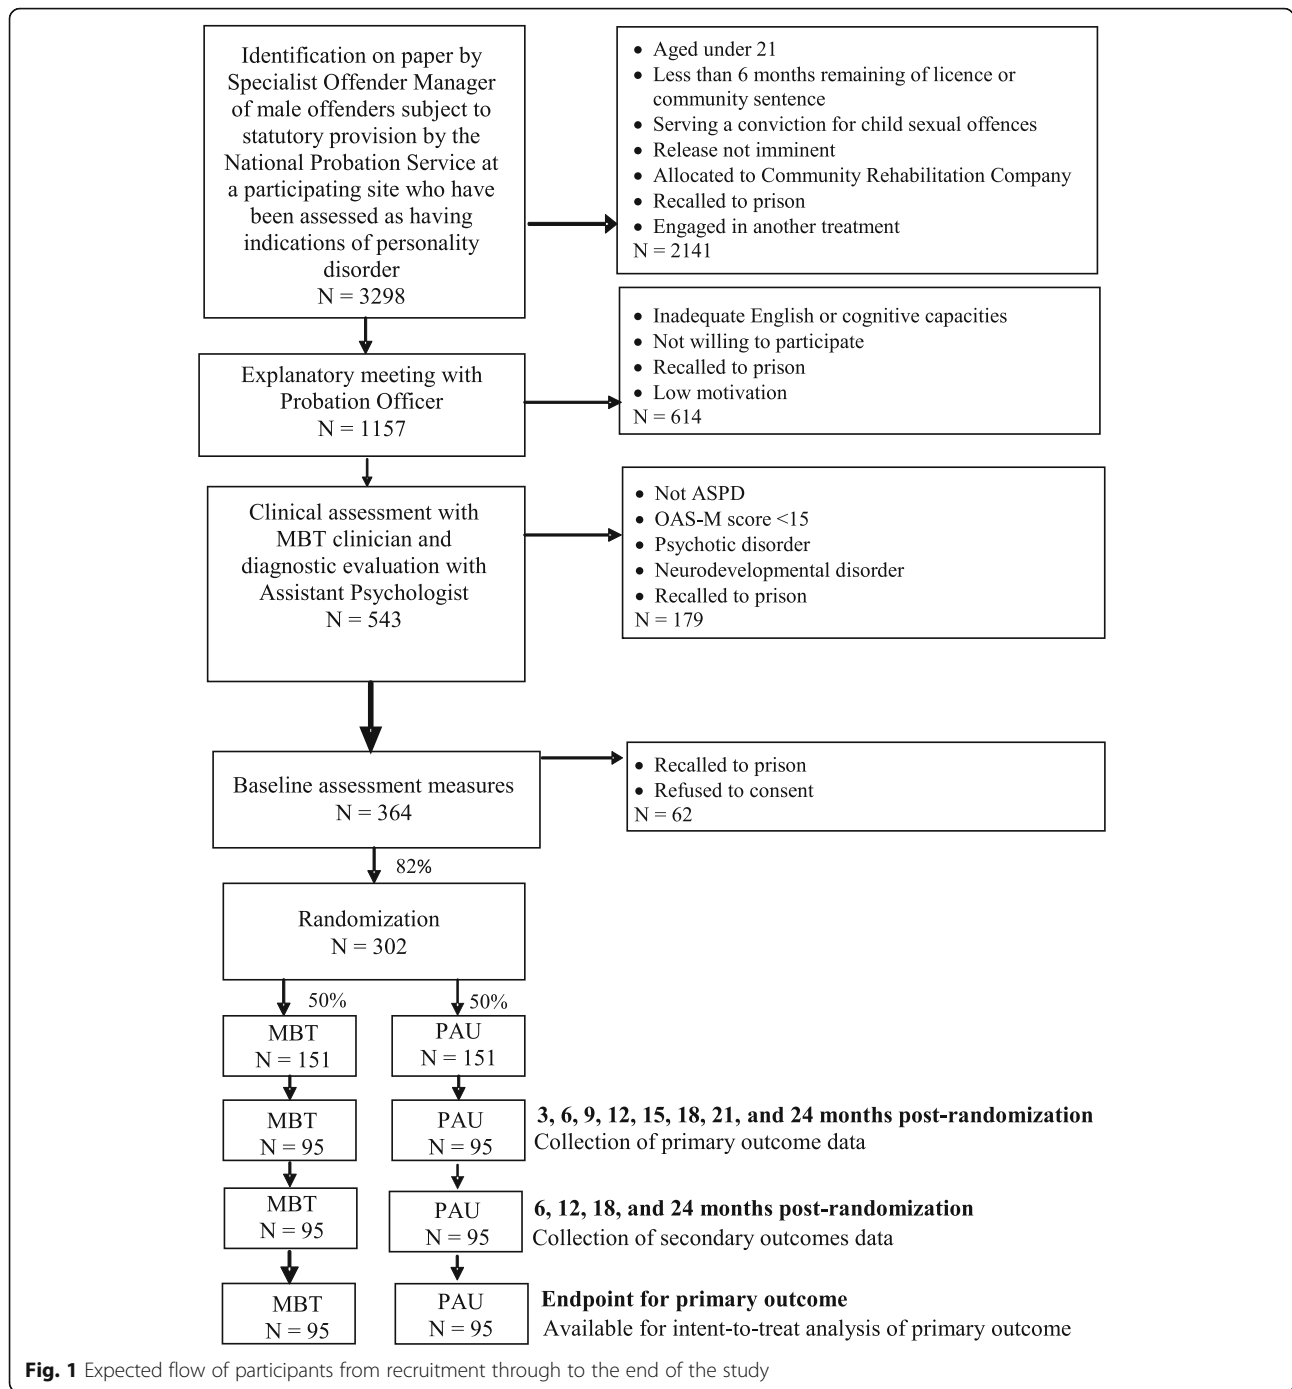 Identification on paper by
Specialist Offender Manager
of male offenders subject to
statutory provision by the
National Probation Service at
a participating site who have
been assessed as having
indications of personality
disorder
N = 3298
• Aged under 21
• Less than 6 months remaining of licence or
community sentence
• Serving a conviction for child sexual offences
• Release not imminent
• Allocated to Community Rehabilitation Company
• Recalled to prison
• Engaged in another treatment
N = 2141
Explanatory meeting with
Probation Officer
N = 1157
• Inadequate English or cognitive capacities
• Not willing to participate
• Recalled to prison
• Low motivation
N = 614
Clinical assessment with
MBT clinician and
diagnostic evaluation with
Assistant Psychologist
N = 543
• Not ASPD
• OAS-M score <15
• Psychotic disorder
• Neurodevelopmental disorder
• Recalled to prison
N = 179
Baseline assessment measures
N = 364
• Recalled to prison
• Refused to consent
N = 62
82%
Randomization
N = 302
50%
50%
MBT
N = 151
PAU
N = 151
MBT
N = 95
PAU
N = 95
3, 6, 9, 12, 15, 18, 21, and 24 months post-randomization
Collection of primary outcome data
MBT
N = 95
PAU
N = 95
6, 12, 18, and 24 months post-randomization
Collection of secondary outcomes data
MBT
N = 95
PAU
N = 95
Endpoint for primary outcome
Available for intent-to-treat analysis of primary outcome
Fig. 1 Expected flow of participants from recruitment through to the end of the study